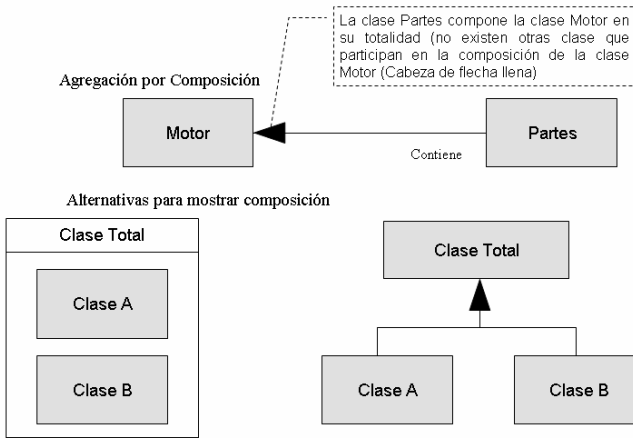 La clase Partes compone la clase Motor en
su totalidad (no existen otras clase que
participan en la composición de la clase
Motor (Cabeza de flecha llena)
Agregación por Composición
Motor
Partes
Contiene
Alternativas para mostrar composición
Clase Total
Clase A
Clase B
Clase Total
Clase A
Clase B